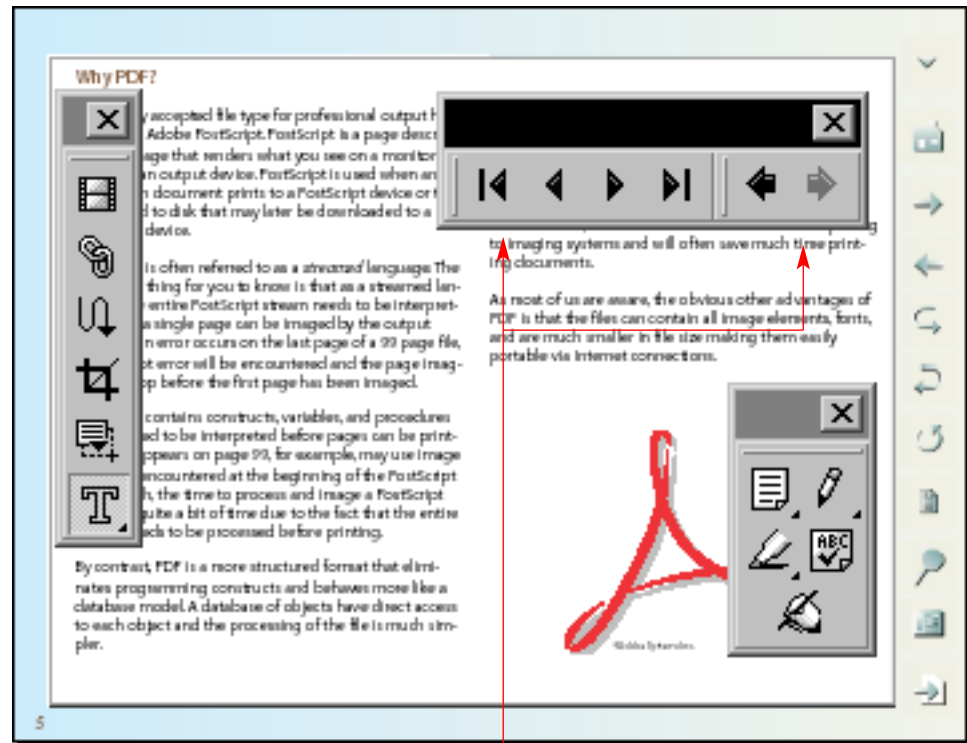 Why PDF?
y accepted file type for professional output h
Adobe PostScript. PostScript is a page descr
age that renders what you see on a monitor
an output device. PostScript is used when an
document prints to a PostScript device or
d to disk that may later be downloaded to a
device.
is often referred to as a streamed language. The
thing for you to know is that as a streamed lan-
entire PostScript stream needs to be interpret-
a single page can be imaged by the output
n error occurs on the last page of a 99 page file,
pt error will be encountered and the page imag-
op before the first page has been imaged.
contains constructs, variables, and procedures
ed to be interpreted before pages can be print-
appears on page 99, for example, may use image
encountered at the beginning of the PostScript
h, the time to process and image a PostScript
quite a bit of time due to the fact that the entire
eds to be processed before printing.
By contrast, PDF is a more structured format that elimi-
nates programming constructs and behaves more like a
database model. A database of objects have direct access
to each object and the processing of the file is much sim-
pler.
to imaging systems and will often save much time print-
ing documents.
As most of us are aware, the obvious other advantages of
PDF is that the files can contain all image elements, fonts,
and are much smaller in file size making them easily
portable via Internet connections.
T
ABC
5